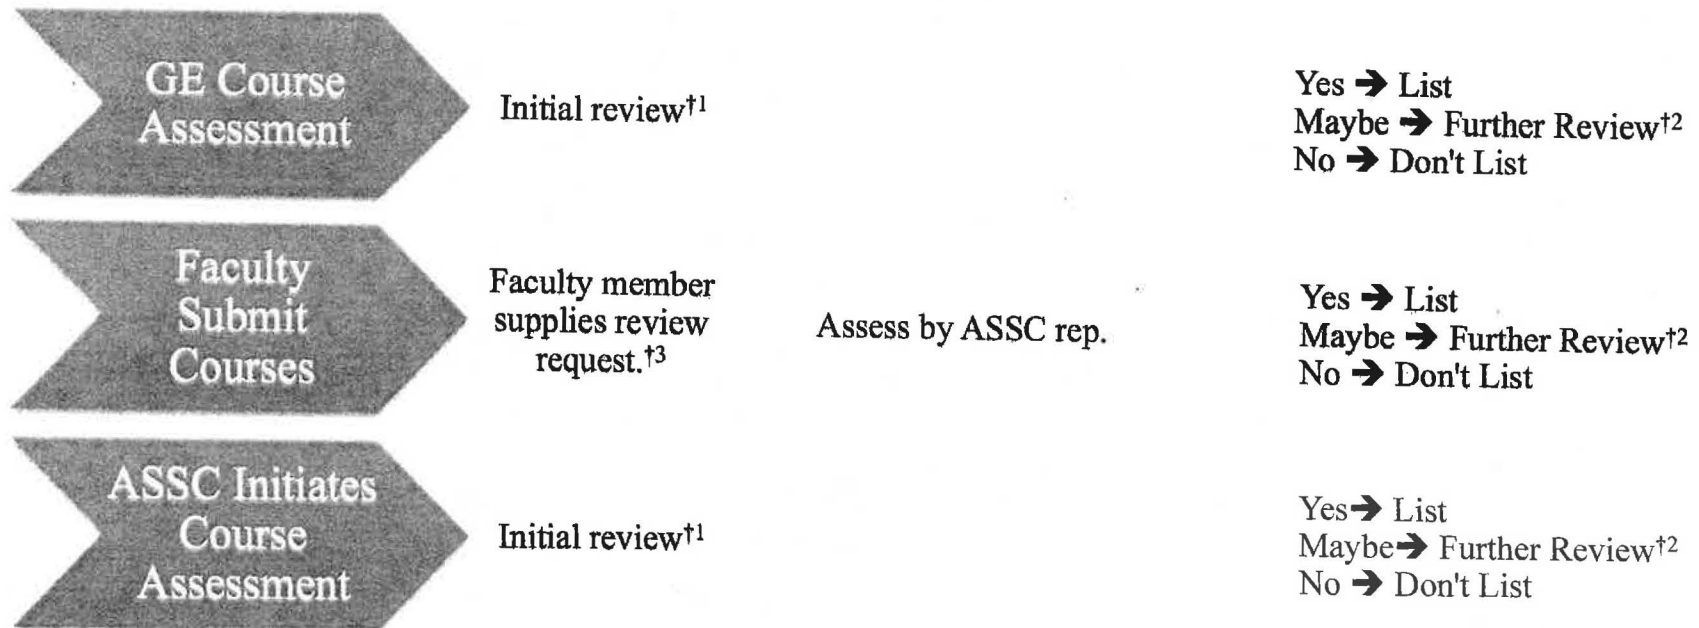 GE Course
Assessment
Initial review†1
Yes ➔ List
Maybe ➔ Further Review†2
No ➔ Don't List
Faculty
Submit
Courses
Faculty member
supplies review
request.†3
Assess by ASSC rep.
Yes ➔ List
Maybe ➔ Further Review†2
No ➔ Don't List
ASSC Initiates
Course
Assessment
Initial review†1
Yes➔ List
Maybe➔ Further Review†2
No ➔ Don't List